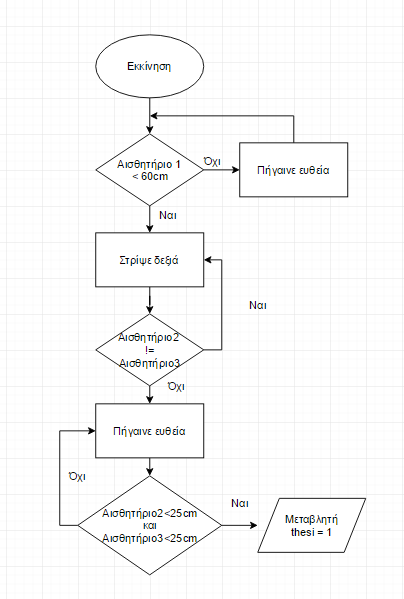 Εκκίνηση
Αισθητήριο 1
< 60cm
Όχι
Πήγαινε ευθεία
Ναι
Στρίψε δεξιά
Ναι
Αισθητήριο2
!=
Αισθητήριο3
Όχι
Πήγαινε ευθεία
Όχι
Αισθητήριο2<25cm
και
Αισθητήριο3<25cm
Ναι
Μεταβλητή
thesi = 1